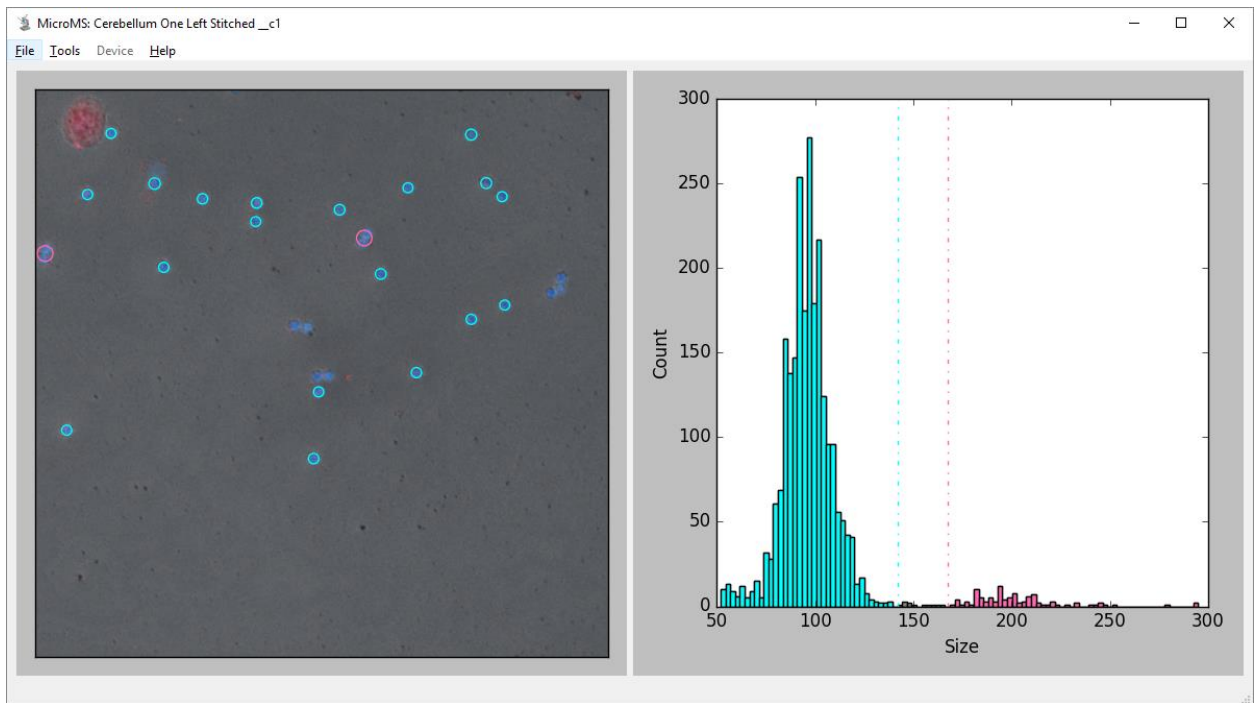 MicroMS: Cerebellum One Left Stitched __c1
File Tools Device Help
300
250
200
150
100
50
0
Count
50 100 150 200 250 300
Size